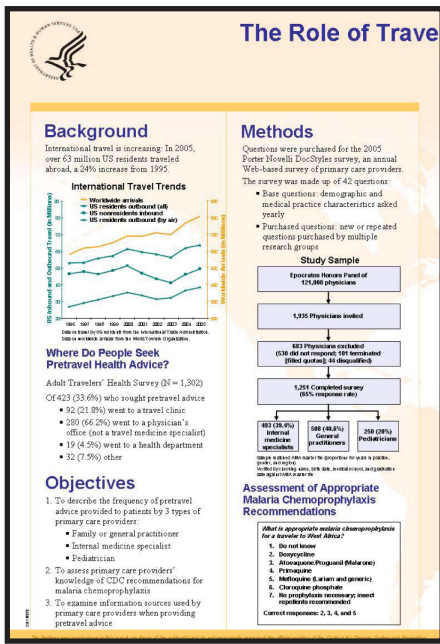 The Role of Trave
Background
International travel is increasing: In 2005,
over 63 million US residents traveled
abroad, a 24% increase from 1995.
International Travel Trends
Worldwide arrivals
US residents outbound (all)
US nonresidents inbound
US residents outbound (by air)
US Inbound and Outbound Travel (in Millions)
1996 1997 1998 1999 2000 2001 2002 2003 2004 2005
Where Do People Seek
Pretravel Health Advice?
Adult Travelers' Health Survey (N = 1,302)
Of 423 (33.6%) who sought pretravel advice
▪ 92 (21.8%) went to a travel clinic
▪ 280 (66.2%) went to a physician's
office (not a travel medicine specialist)
▪ 19 (4.5%) went to a health department
▪ 32 (7.5%) other
Objectives
1. To describe the frequency of pretravel
advice provided to patients by 3 types of
primary care providers:
▪ Family or general practitioner
▪ Internal medicine specialist
▪ Pediatrician
2. To assess primary care providers'
knowledge of CDC recommendations for
malaria chemoprophylaxis
3. To examine information sources used by
primary care providers when providing
pretravel advice
Methods
Questions were purchased for the 2005
Porter Novelli DocStyles survey, an annual
Web-based survey of primary care providers.
The survey was made up of 42 questions:
▪ Base questions: demographic and
medical practice characteristics asked
yearly
▪ Purchased questions: new or repeated
questions purchased by multiple
research groups
Study Sample
Epocrates Honors Panel of
121,000 physicians
1,935 Physicians invited
683 Physicians excluded
(538 did not respond; 101 terminated
[filled quotas]; 44 disqualified)
1,251 Completed survey
(65% response rate)
493 (39.4%)
Internal
medicine
specialists
508 (40.6%)
General
practitioners
250 (20%)
Pediatricians
Assessment of Appropriate
Malaria Chemoprophylaxis
Recommendations
What is appropriate malaria chemoprophylaxis
for a traveler to West Africa?
1. Do not know
2. Doxycycline
3. Atovaquone/Proguanil (Malarone)
4. Primaquine
5. Mefloquine (Lariam and generic)
6. Cloroquine phosphate
7. No prophylaxis necessary; insect
repellents recommended
Correct responses: 2, 3, 4, and 5